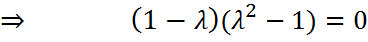 ⇒ (1 − λ)(λ² − 1) = 0